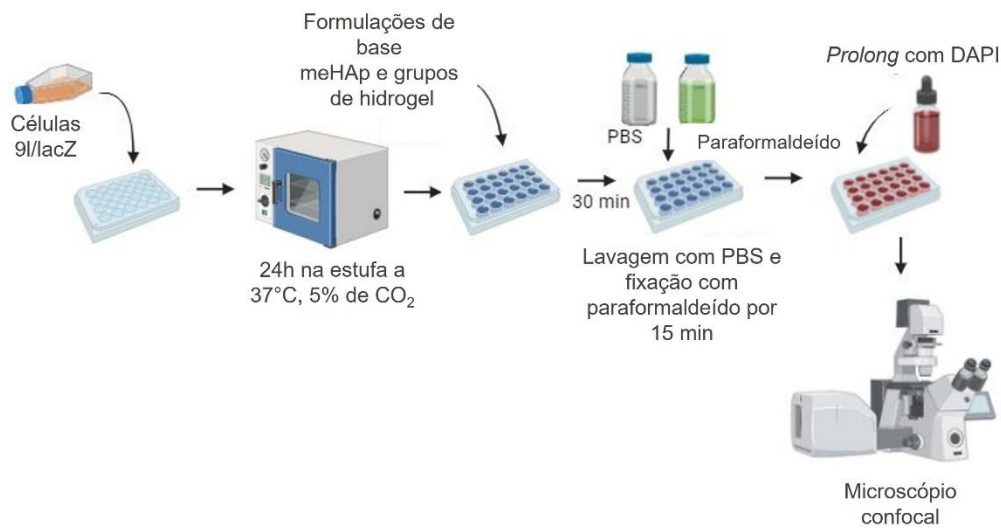 Formulações de
base
meHAp e grupos
de hidrogel
Prolong com DAPI
Células
9l/lacZ
PBS
Paraformaldeído
30 min
24h na estufa a
37°C, 5% de CO₂
Lavagem com PBS e
fixação com
paraformaldeído por
15 min
Microscópio
confocal